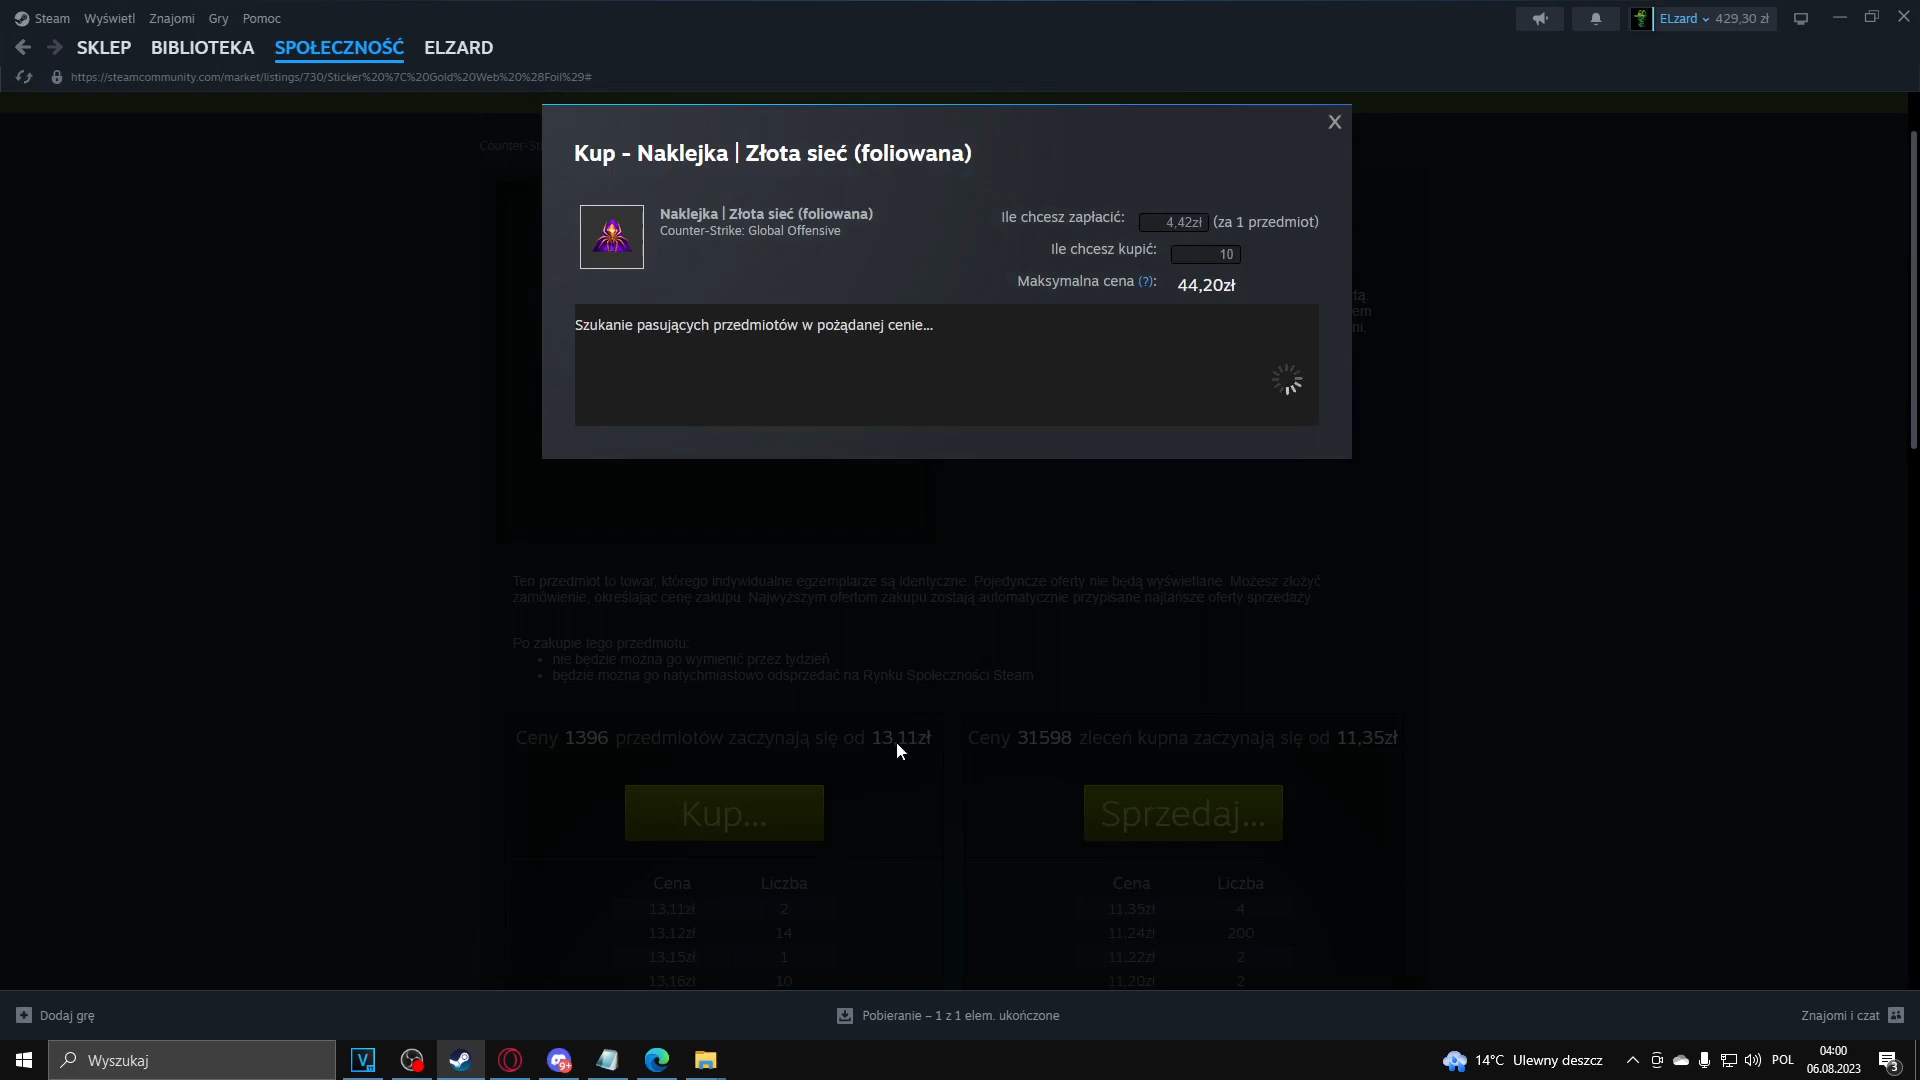 Steam Wyświetl Znajomi Gry Pomoc
ELzard 429,30 zł
SKLEP BIBLIOTEKA SPOŁECZNOŚĆ ELZARD
https://steamcommunity.com/market/listings/730/Sticker%20%7C%20Gold%20Web%20%28Foil%29#
Counter-St
X
Kup - Naklejka | Złota sieć (foliowana)
Naklejka | Złota sieć (foliowana)
Counter-Strike: Global Offensive
Ile chcesz zapłacić: 4,42zł (za 1 przedmiot)
Ile chcesz kupić: 10
Maksymalna cena (?): 44,20zł
tą.
em
ni.
Szukanie pasujących przedmiotów w pożądanej cenie...
Ten przedmiot to towar, którego indywidualne egzemplarze są identyczne. Pojedyncze oferty nie będą wyświetlane. Możesz złożyć
zamówienie, określając cenę zakupu. Najwyższym ofertom zakupu zostają automatycznie przypisane najtańsze oferty sprzedaży.
Po zakupie tego przedmiotu:
• nie będzie można go wymienić przez tydzień
• będzie można go natychmiastowo odsprzedać na Rynku Społeczności Steam
Ceny 1396 przedmiotów zaczynają się od 13,11zł
Kup...
Cena Liczba
13,11zł 2
13,12zł 14
13,15zł 1
13,16zł 10
Ceny 31598 zleceń kupna zaczynają się od 11,35zł
Sprzedaj...
Cena Liczba
11,35zł 4
11,24zł 200
11,22zł 2
11,20zł 2
Dodaj grę
Pobieranie – 1 z 1 elem. ukończone
Znajomi i czat
Wyszukaj
9+
14°C Ulewny deszcz
POL
04:00
06.08.2023
3